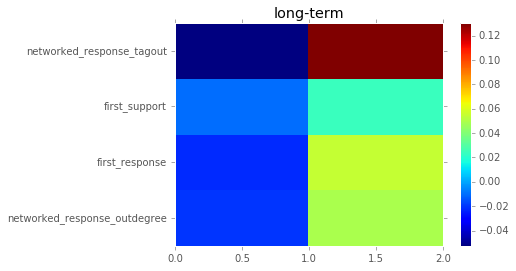 long-term
networked_response_tagout
first_support
first_response
networked_response_outdegree
0.0 0.5 1.0 1.5 2.0
0.12
0.10
0.08
0.06
0.04
0.02
0.00
−0.02
−0.04